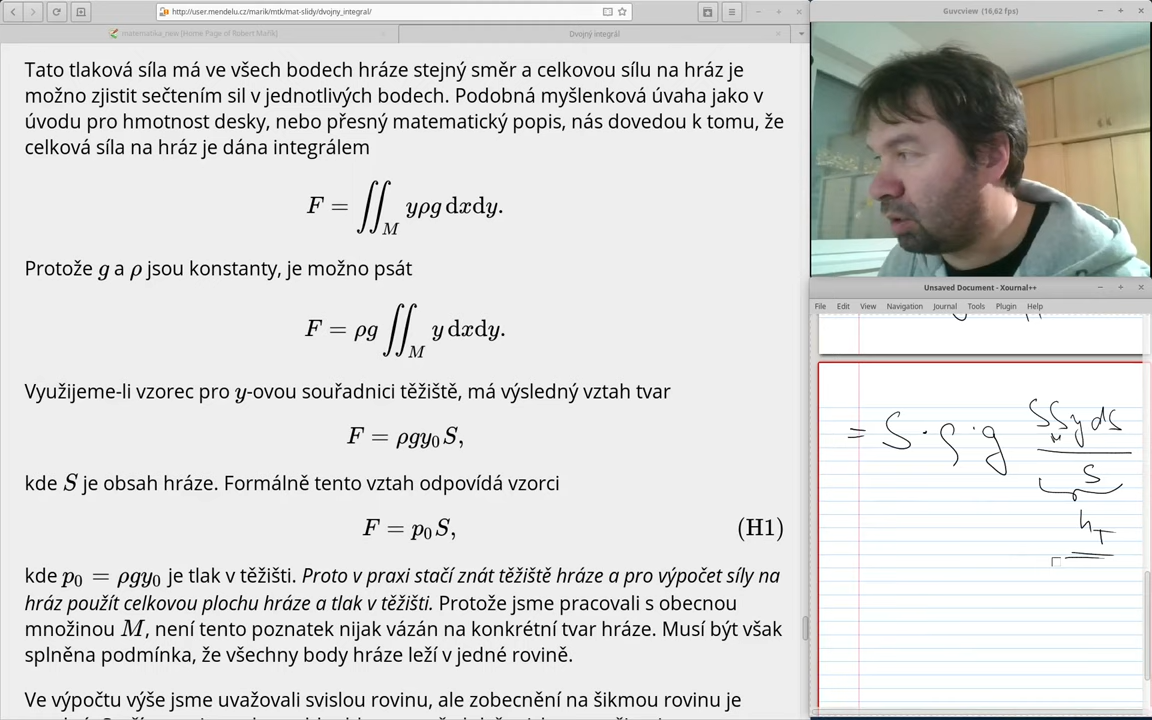 http://user.mendelu.cz/marik/mtk/mat-slidy/dvojny_integral/
matematika_new (Home Page of Robert Mařík)
Dvojný integrál
Tato tlaková síla má ve všech bodech hráze stejný směr a celkovou sílu na hráz je
možno zjistit sečtením sil v jednotlivých bodech. Podobná myšlenková úvaha jako v
úvodu pro hmotnost desky, nebo přesný matematický popis, nás dovedou k tomu, že
celková síla na hráz je dána integrálem
F = ∬_M yρg dxdy.
Protože g a ρ jsou konstanty, je možno psát
F = ρg ∬_M y dxdy.
Využijeme-li vzorec pro y-ovou souřadnici těžiště, má výsledný vztah tvar
F = ρgy₀S,
kde S je obsah hráze. Formálně tento vztah odpovídá vzorci
F = p₀S, (H1)
kde p₀ = ρgy₀ je tlak v těžišti. Proto v praxi stačí znát těžiště hráze a pro výpočet síly na
hráz použít celkovou plochu hráze a tlak v těžišti. Protože jsme pracovali s obecnou
množinou M, není tento poznatek nijak vázán na konkrétní tvar hráze. Musí být však
splněna podmínka, že všechny body hráze leží v jedné rovině.
Ve výpočtu výše jsme uvažovali svislou rovinu, ale zobecnění na šikmou rovinu je
Guvcview (16,62 fps)
Unsaved Document - Xournal++
File Edit View Navigation Journal Tools Plugin Help
= S · ρ · g ∬_M y dS
S
h_T